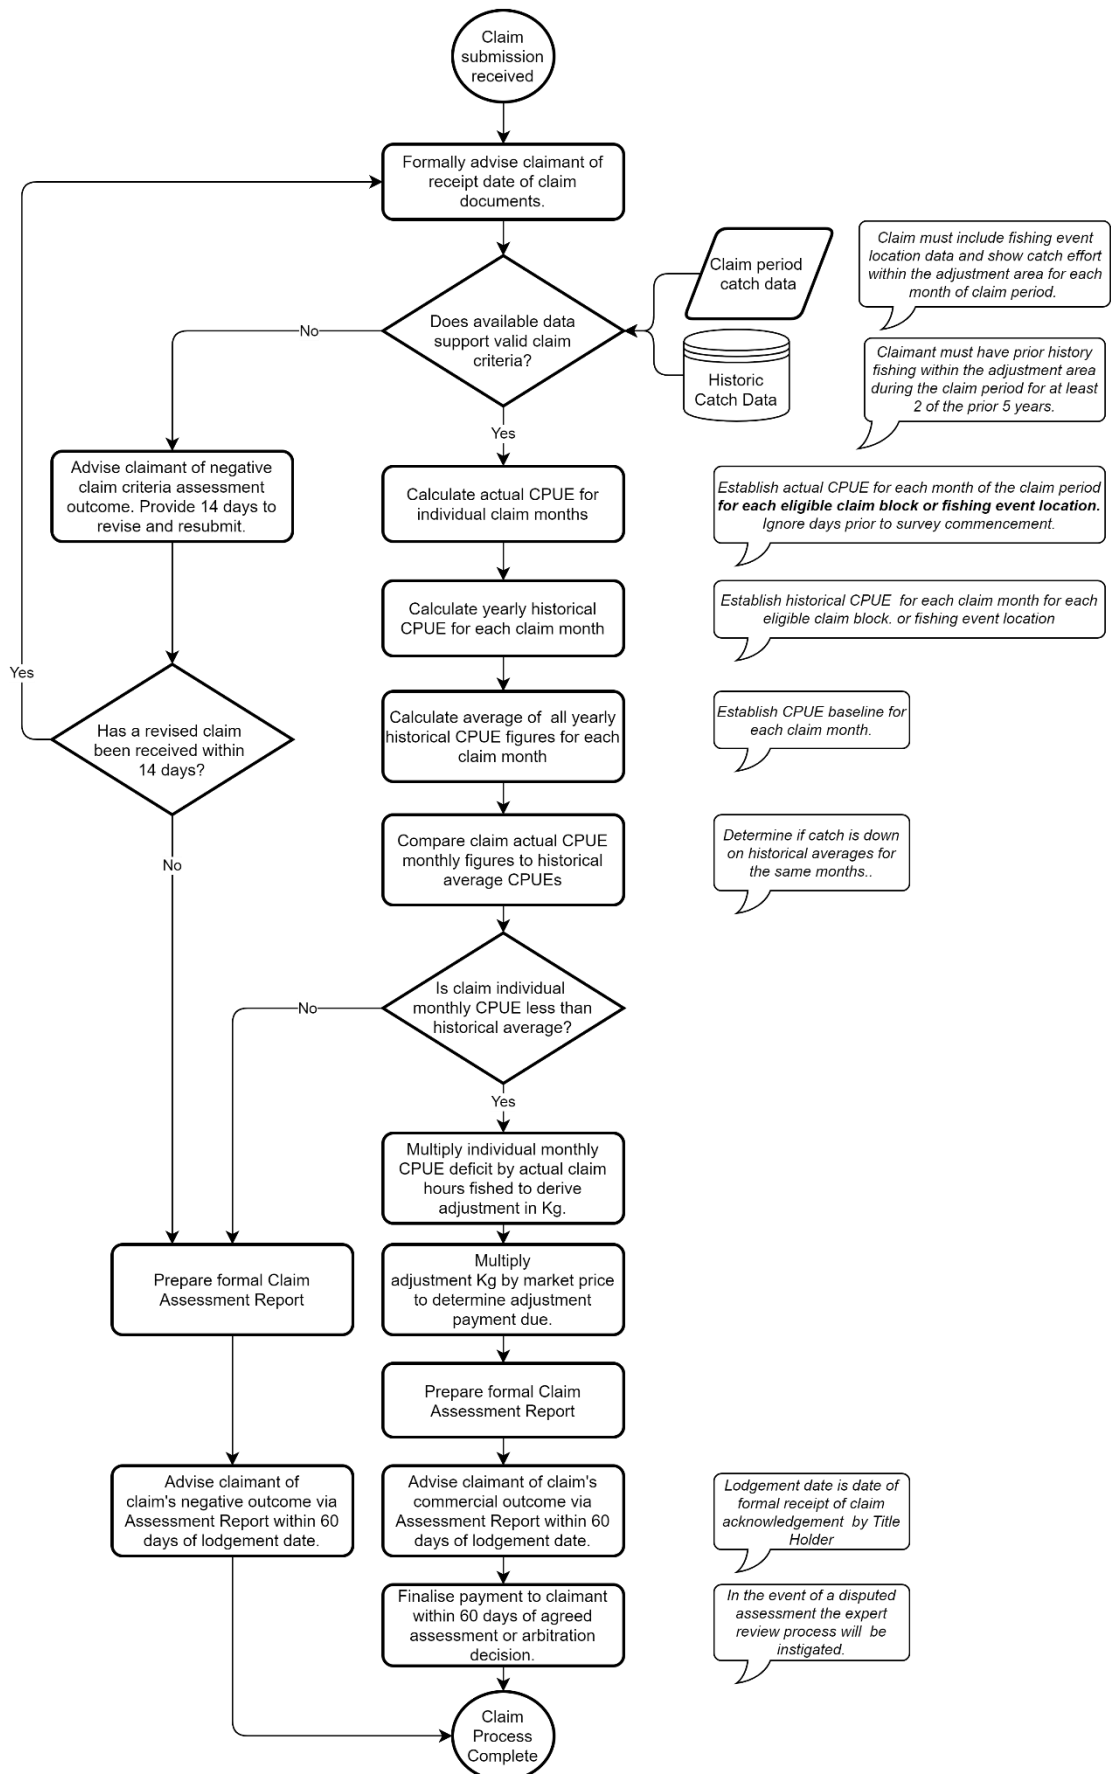 Claim
submission
received
Formally advise claimant of
receipt date of claim
documents.
Claim period
catch data
Claim must include fishing event
location data and show catch effort
within the adjustment area for each
month of claim period.
Does available data
support valid claim
criteria?
No
Historic
Catch Data
Claimant must have prior history
fishing within the adjustment area
during the claim period for at least
2 of the prior 5 years.
Yes
Advise claimant of negative
claim criteria assessment
outcome. Provide 14 days to
revise and resubmit.
Calculate actual CPUE for
individual claim months
Establish actual CPUE for each month of the claim period
for each eligible claim block or fishing event location.
Ignore days prior to survey commencement.
Calculate yearly historical
CPUE for each claim month
Establish historical CPUE for each claim month for each
eligible claim block. or fishing event location
Yes
Has a revised claim
been received within
14 days?
Calculate average of all yearly
historical CPUE figures for each
claim month
Establish CPUE baseline for
each claim month.
No
Compare claim actual CPUE
monthly figures to historical
average CPUEs
Determine if catch is down
on historical averages for
the same months..
Is claim individual
monthly CPUE less than
historical average?
No
Yes
Multiply individual monthly
CPUE deficit by actual claim
hours fished to derive
adjustment in Kg.
Prepare formal Claim
Assessment Report
Multiply
adjustment Kg by market price
to determine adjustment
payment due.
Prepare formal Claim
Assessment Report
Advise claimant of
claim's negative outcome via
Assessment Report within 60
days of lodgement date.
Advise claimant of claim's
commercial outcome via
Assessment Report within 60
days of lodgement date.
Lodgement date is date of
formal receipt of claim
acknowledgement by Title
Holder
Finalise payment to claimant
within 60 days of agreed
assessment or arbitration
decision.
In the event of a disputed
assessment the expert
review process will be
instigated.
Claim
Process
Complete